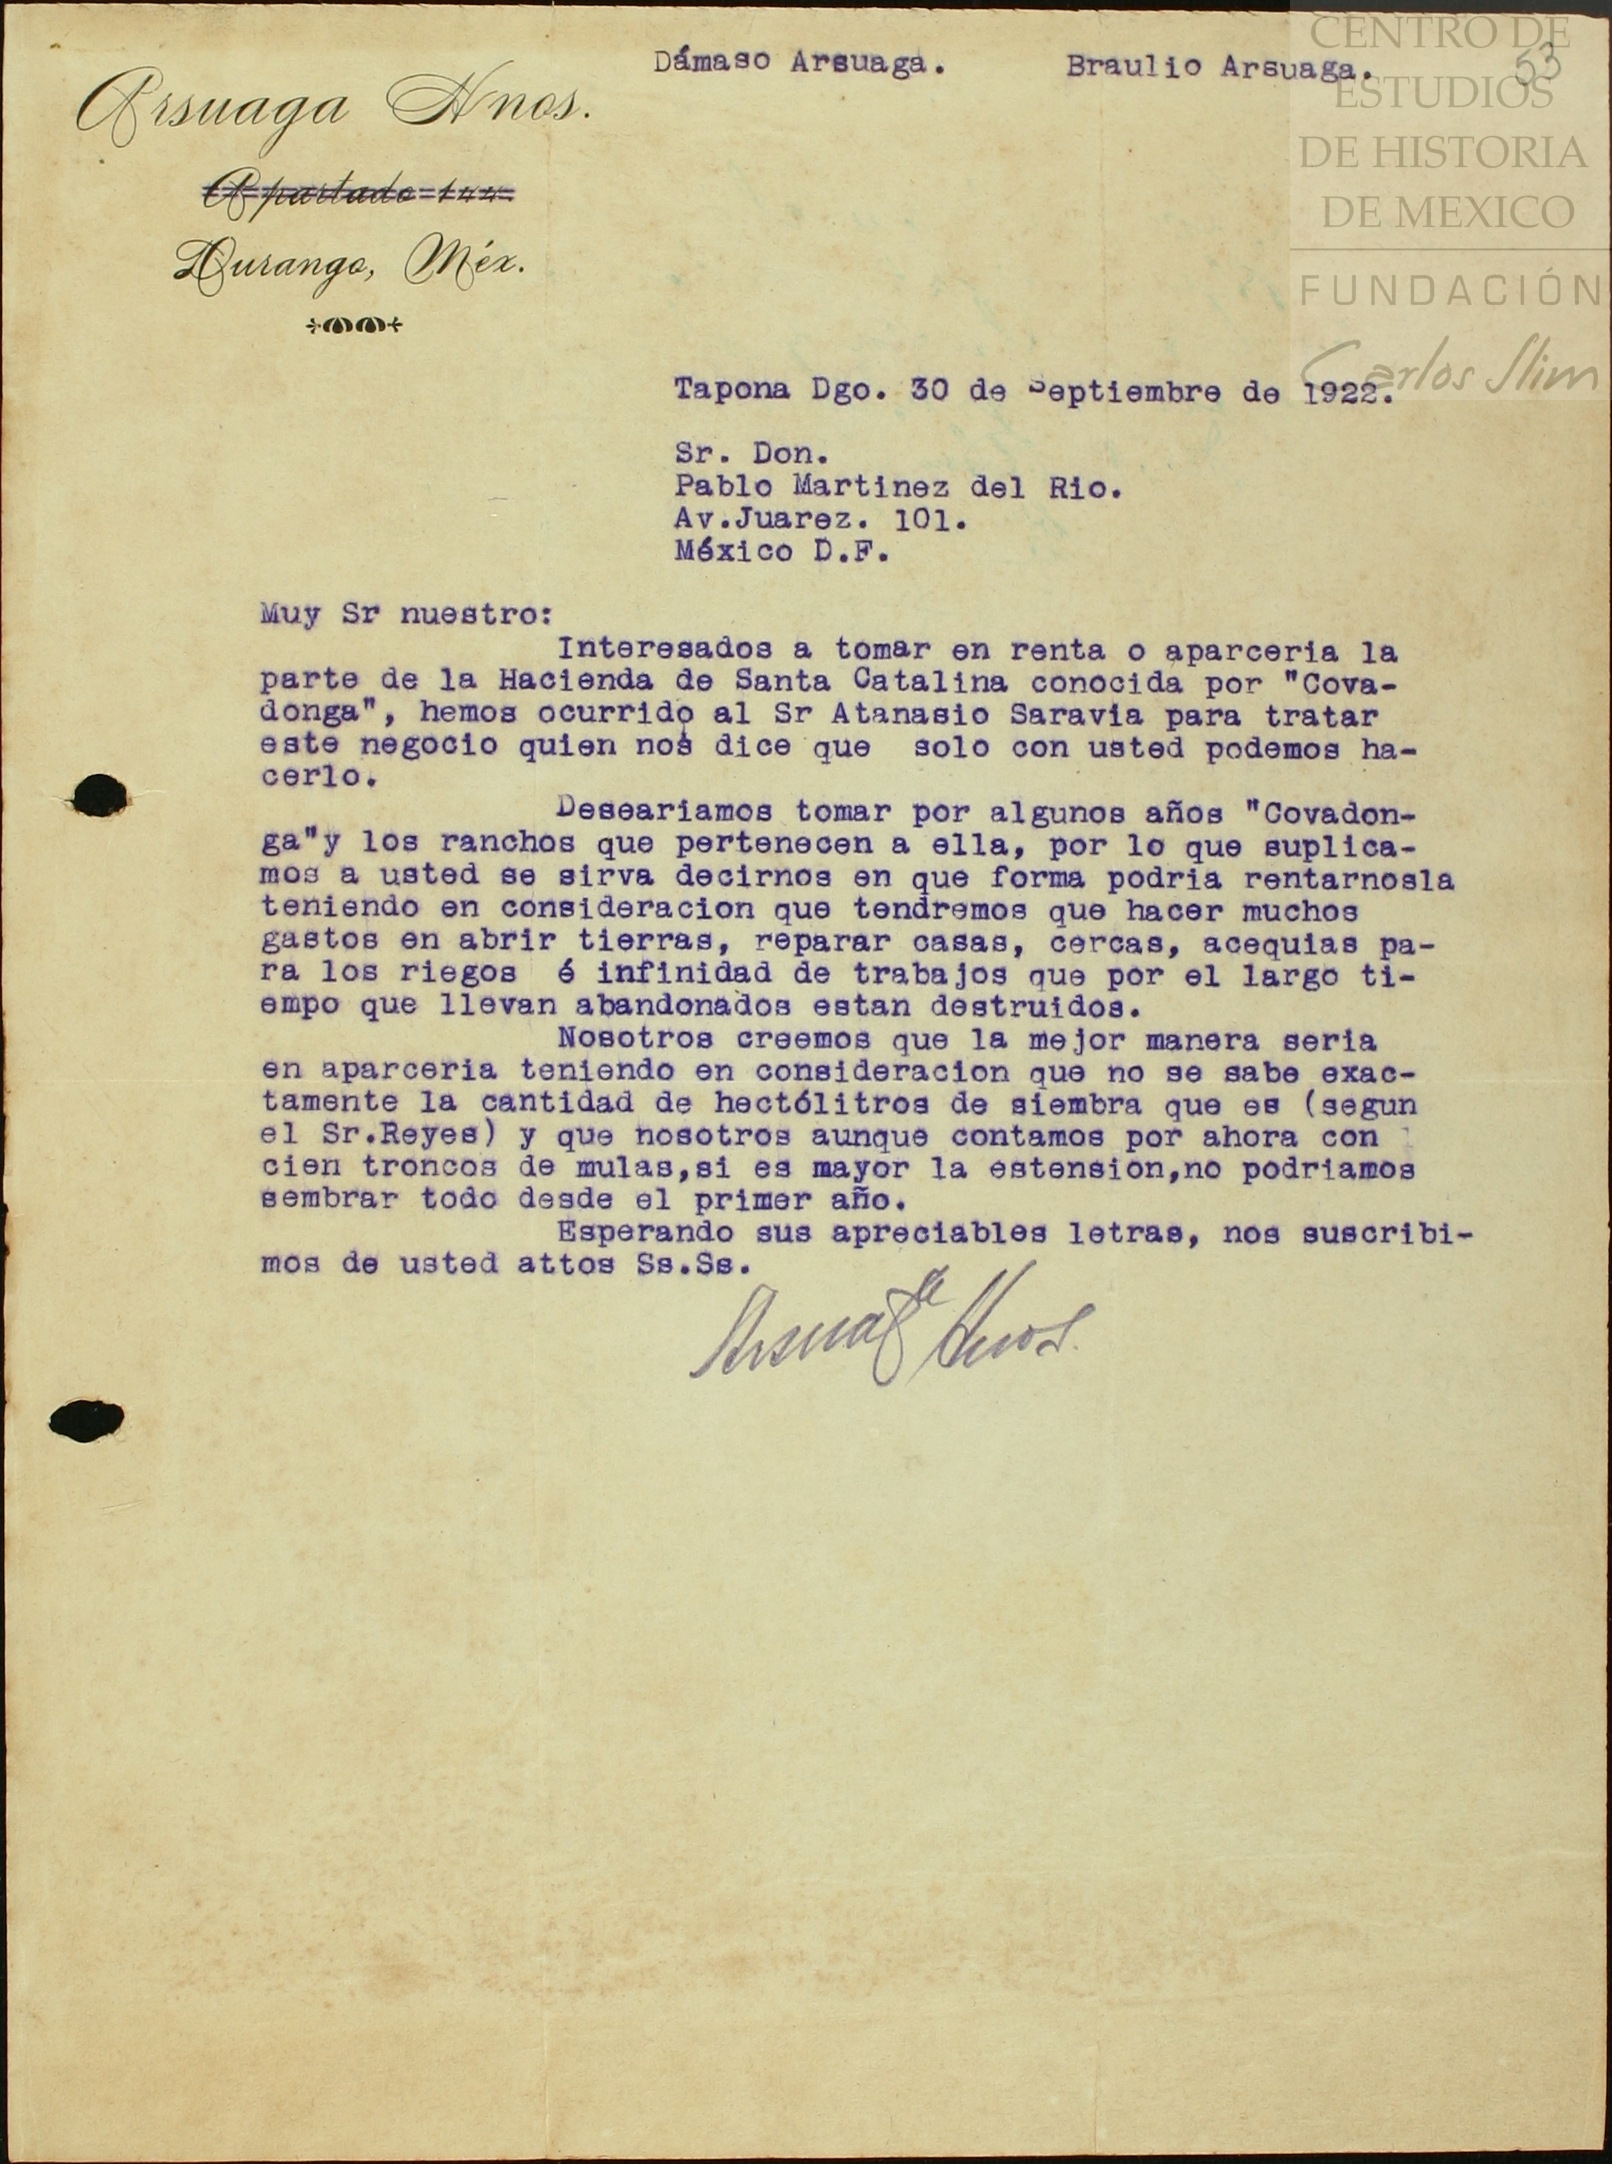 Dámaso Arsuaga. Braulio Arsuaga.
53
CENTRO DE
ESTUDIOS
DE HISTORIA
DE MEXICO
FUNDACIÓN
Carlos Slim
Arsuaga Hnos.
Apartado 144.
Durango, Méx.
Tapona Dgo. 30 de Septiembre de 1922.
Sr. Don.
Pablo Martinez del Rio.
Av.Juarez. 101.
México D.F.
Muy Sr nuestro:
Interesados a tomar en renta o aparceria la
parte de la Hacienda de Santa Catalina conocida por "Cova-
donga", hemos ocurrido al Sr Atanasio Saravia para tratar
este negocio quien nos dice que solo con usted podemos ha-
cerlo.
Deseariamos tomar por algunos años "Covadon-
ga"y los ranchos que pertenecen a ella, por lo que suplica-
mos a usted se sirva decirnos en que forma podria rentarnosla
teniendo en consideracion que tendremos que hacer muchos
gastos en abrir tierras, reparar casas, cercas, acequias pa-
ra los riegos é infinidad de trabajos que por el largo ti-
empo que llevan abandonados estan destruidos.
Nosotros creemos que la mejor manera seria
en aparceria teniendo en consideracion que no se sabe exac-
tamente la cantidad de hectólitros de siembra que es (segun
el Sr.Reyes) y que nosotros aunque contamos por ahora con
cien troncos de mulas,si es mayor la estension,no podriamos
sembrar todo desde el primer año.
Esperando sus apreciables letras, nos suscribi-
mos de usted attos Ss.Ss.
Arsuaga Hnos.